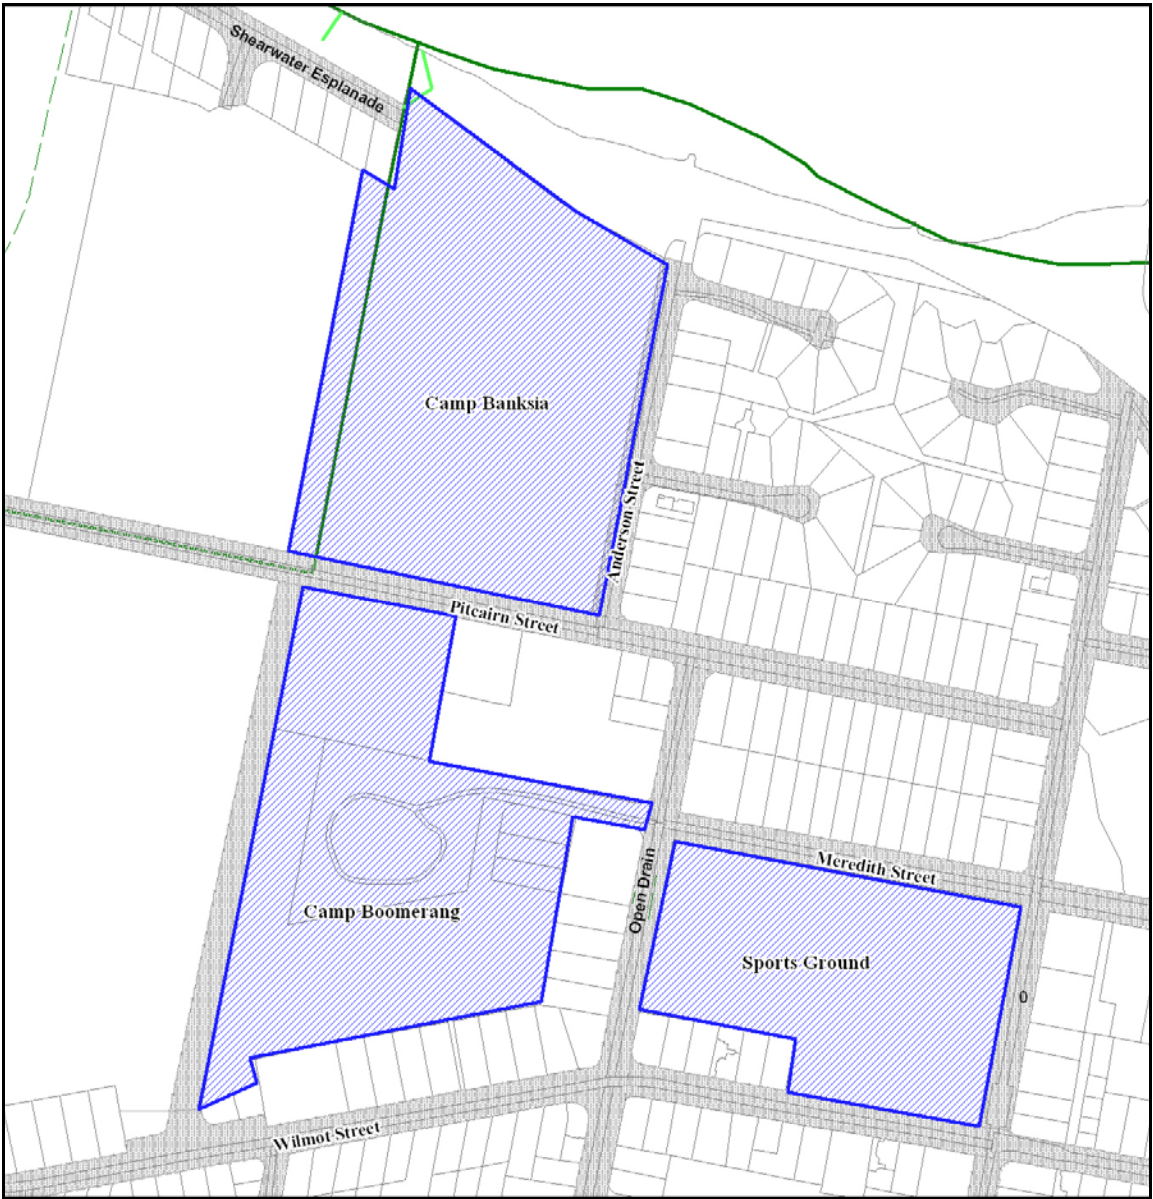 Shearwater Esplanade
Camp Banksia
Anderson Street
Pitcairn Street
Meredith Street
Open Drain
Camp Boomerang
Sports Ground
0
Wilmot Street